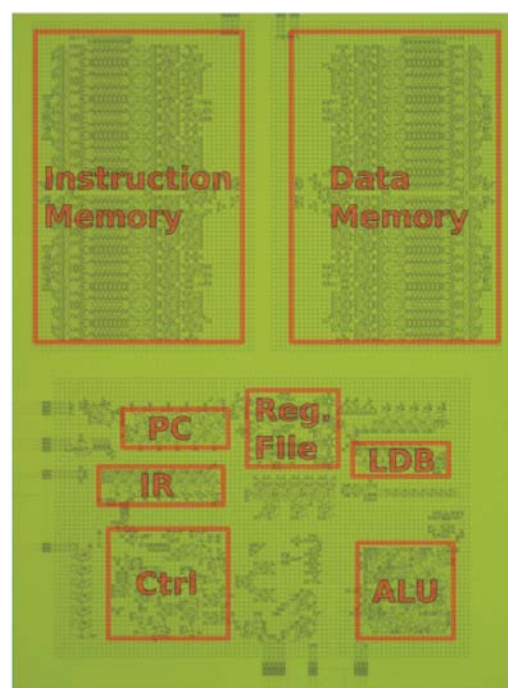 Instruction
Memory
Data
Memory
PC
Reg.
File
LDB
IR
Ctrl
ALU